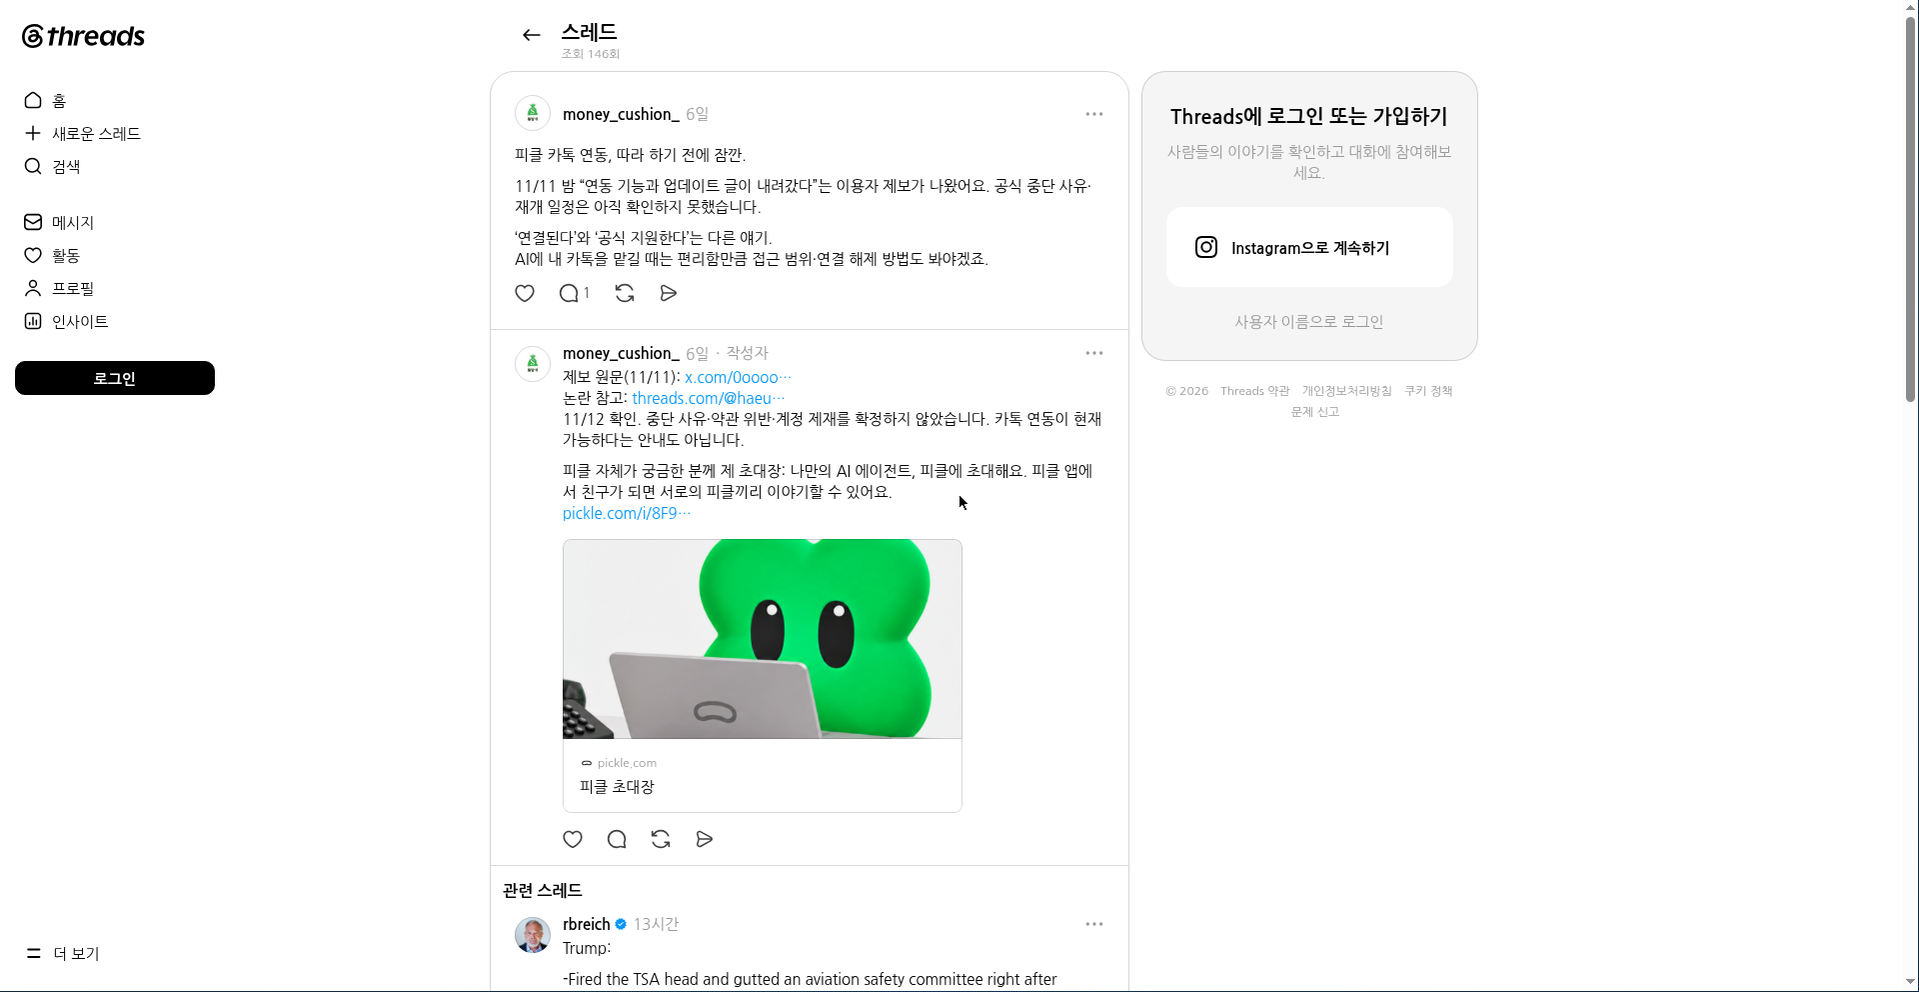 threads
홈
새로운 스레드
검색
메시지
활동
프로필
인사이트
로그인
더 보기
스레드
조회 146회
money_cushion_ 6일
피클 카톡 연동, 따라 하기 전에 잠깐.
11/11 밤 “연동 기능과 업데이트 글이 내려갔다”는 이용자 제보가 나왔어요. 공식 중단 사유·
재개 일정은 아직 확인하지 못했습니다.
‘연결된다’와 ‘공식 지원한다’는 다른 얘기.
AI에 내 카톡을 맡길 때는 편리함만큼 접근 범위·연결 해제 방법도 봐야겠죠.
1
money_cushion_ 6일 · 작성자
제보 원문(11/11): x.com/0oooo…
논란 참고: threads.com/@haeu…
11/12 확인. 중단 사유·약관 위반·계정 제재를 확정하지 않았습니다. 카톡 연동이 현재
가능하다는 안내도 아닙니다.
피클 자체가 궁금한 분께 제 초대장: 나만의 AI 에이전트, 피클에 초대해요. 피클 앱에
서 친구가 되면 서로의 피클끼리 이야기할 수 있어요.
pickle.com/i/8F9…
pickle.com
피클 초대장
관련 스레드
rbreich 13시간
Trump:
-Fired the TSA head and gutted an aviation safety committee right after
Threads에 로그인 또는 가입하기
사람들의 이야기를 확인하고 대화에 참여해보
세요.
Instagram으로 계속하기
사용자 이름으로 로그인
© 2026 Threads 약관 개인정보처리방침 쿠키 정책
문제 신고